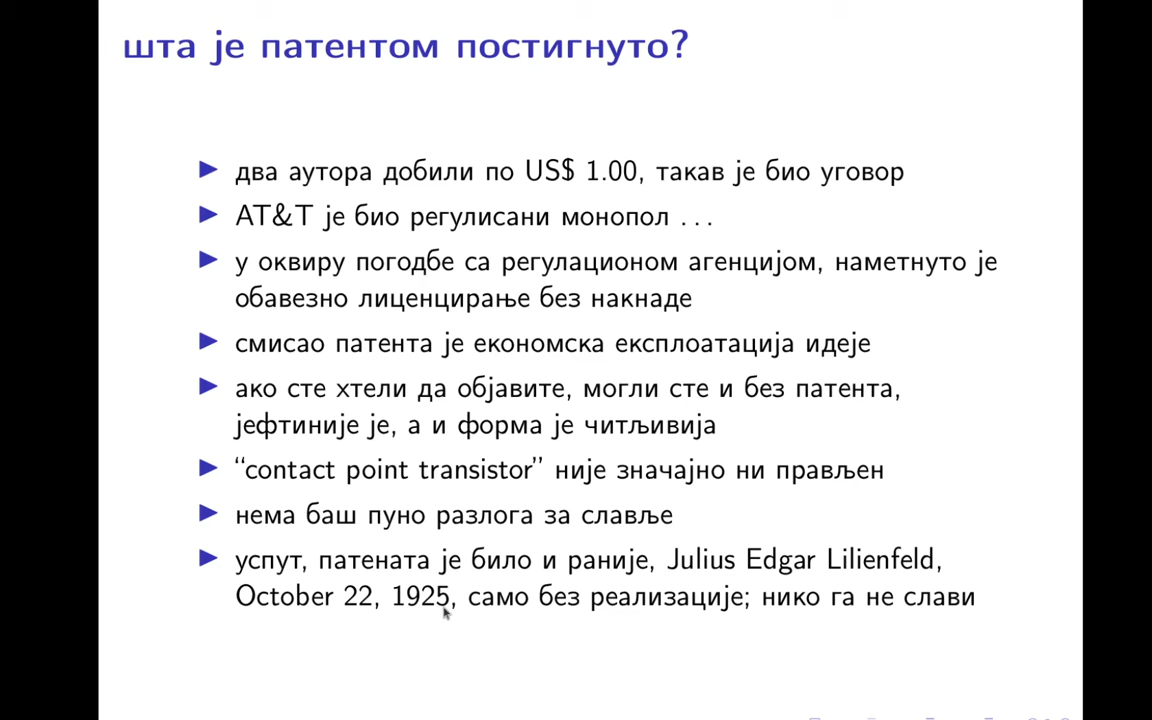 шта је патентом постигнуто?
два аутора добили по US$ 1.00, такав је био уговор
AT&T је био регулисани монопол ...
у оквиру погодбе са регулационом агенцијом, наметнуто је
обавезно лиценцирање без накнаде
смисао патента је економска експлоатација идеје
ако сте хтели да објавите, могли сте и без патента,
јефтиније је, а и форма је читљивија
“contact point transistor” није значајно ни прављен
нема баш пуно разлога за славље
успут, патената је било и раније, Julius Edgar Lilienfeld,
October 22, 1925, само без реализације; нико га не слави